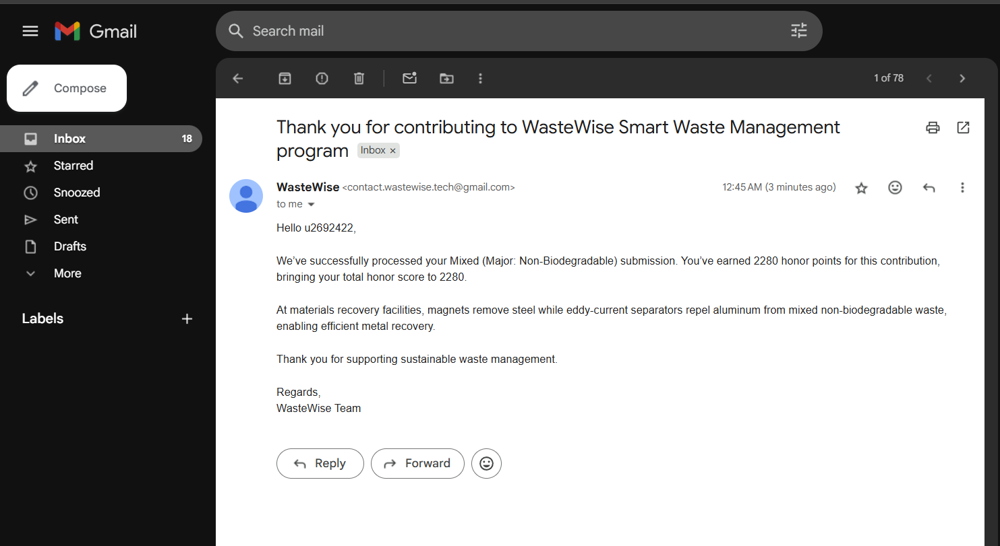 Gmail
Search mail
Compose
1 of 78
Inbox 18
Starred
Snoozed
Sent
Drafts
More
Labels
Thank you for contributing to WasteWise Smart Waste Management
program Inbox ×
WasteWise <contact.wastewise.tech@gmail.com> 12:45 AM (3 minutes ago)
to me
Hello u2692422,
We’ve successfully processed your Mixed (Major: Non-Biodegradable) submission. You’ve earned 2280 honor points for this contribution,
bringing your total honor score to 2280.
At materials recovery facilities, magnets remove steel while eddy-current separators repel aluminum from mixed non-biodegradable waste,
enabling efficient metal recovery.
Thank you for supporting sustainable waste management.
Regards,
WasteWise Team
Reply Forward